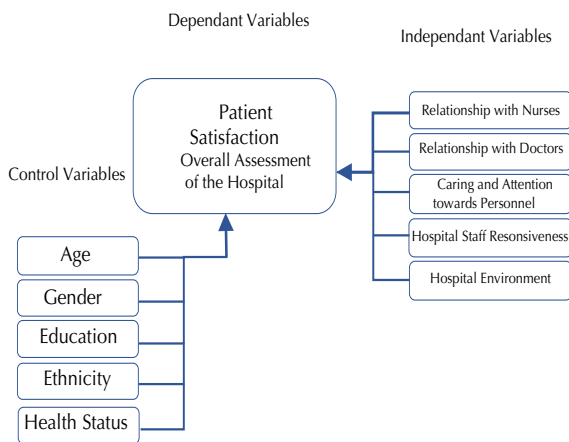 Dependant Variables
Independant Variables
Patient
Satisfaction
Overall Assessment
of the Hospital
Relationship with Nurses
Relationship with Doctors
Caring and Attention
towards Personnel
Hospital Staff Resonsiveness
Hospital Environment
Control Variables
Age
Gender
Education
Ethnicity
Health Status